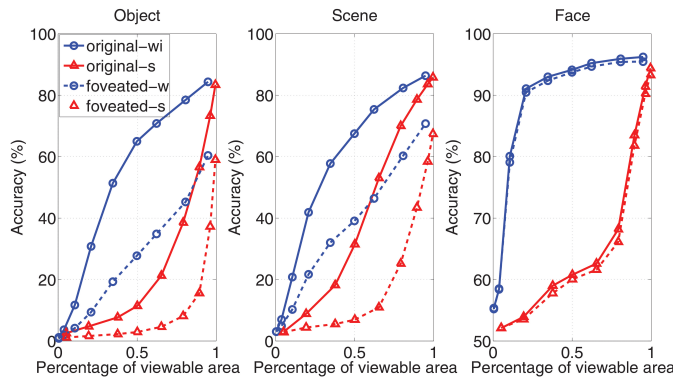 Object
Scene
Face
100
80
60
40
20
0
Accuracy (%)
original-wi
original-s
foveated-w
foveated-s
0
0.5
1
Percentage of viewable area
100
80
60
40
20
0
Accuracy (%)
0
0.5
1
Percentage of viewable area
100
90
80
70
60
50
Accuracy (%)
0
0.5
1
Percentage of viewable area